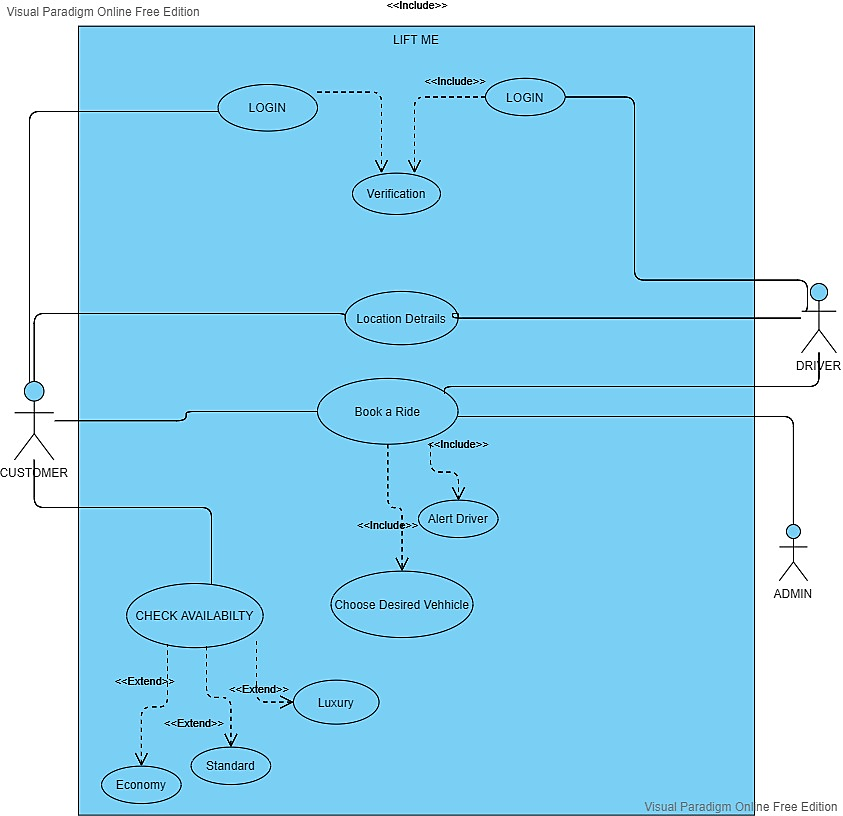 <<Include>>
Visual Paradigm Online Free Edition
LIFT ME
<<Include>>
LOGIN
LOGIN
Verification
Location Detrails
DRIVER
Book a Ride
<<Include>>
CUSTOMER
Alert Driver
<<Include>>
ADMIN
Choose Desired Vehhicle
CHECK AVAILABILTY
<<Extend>>
<<Extend>>
Luxury
<<Extend>>
Standard
Economy
Visual Paradigm Online Free Edition